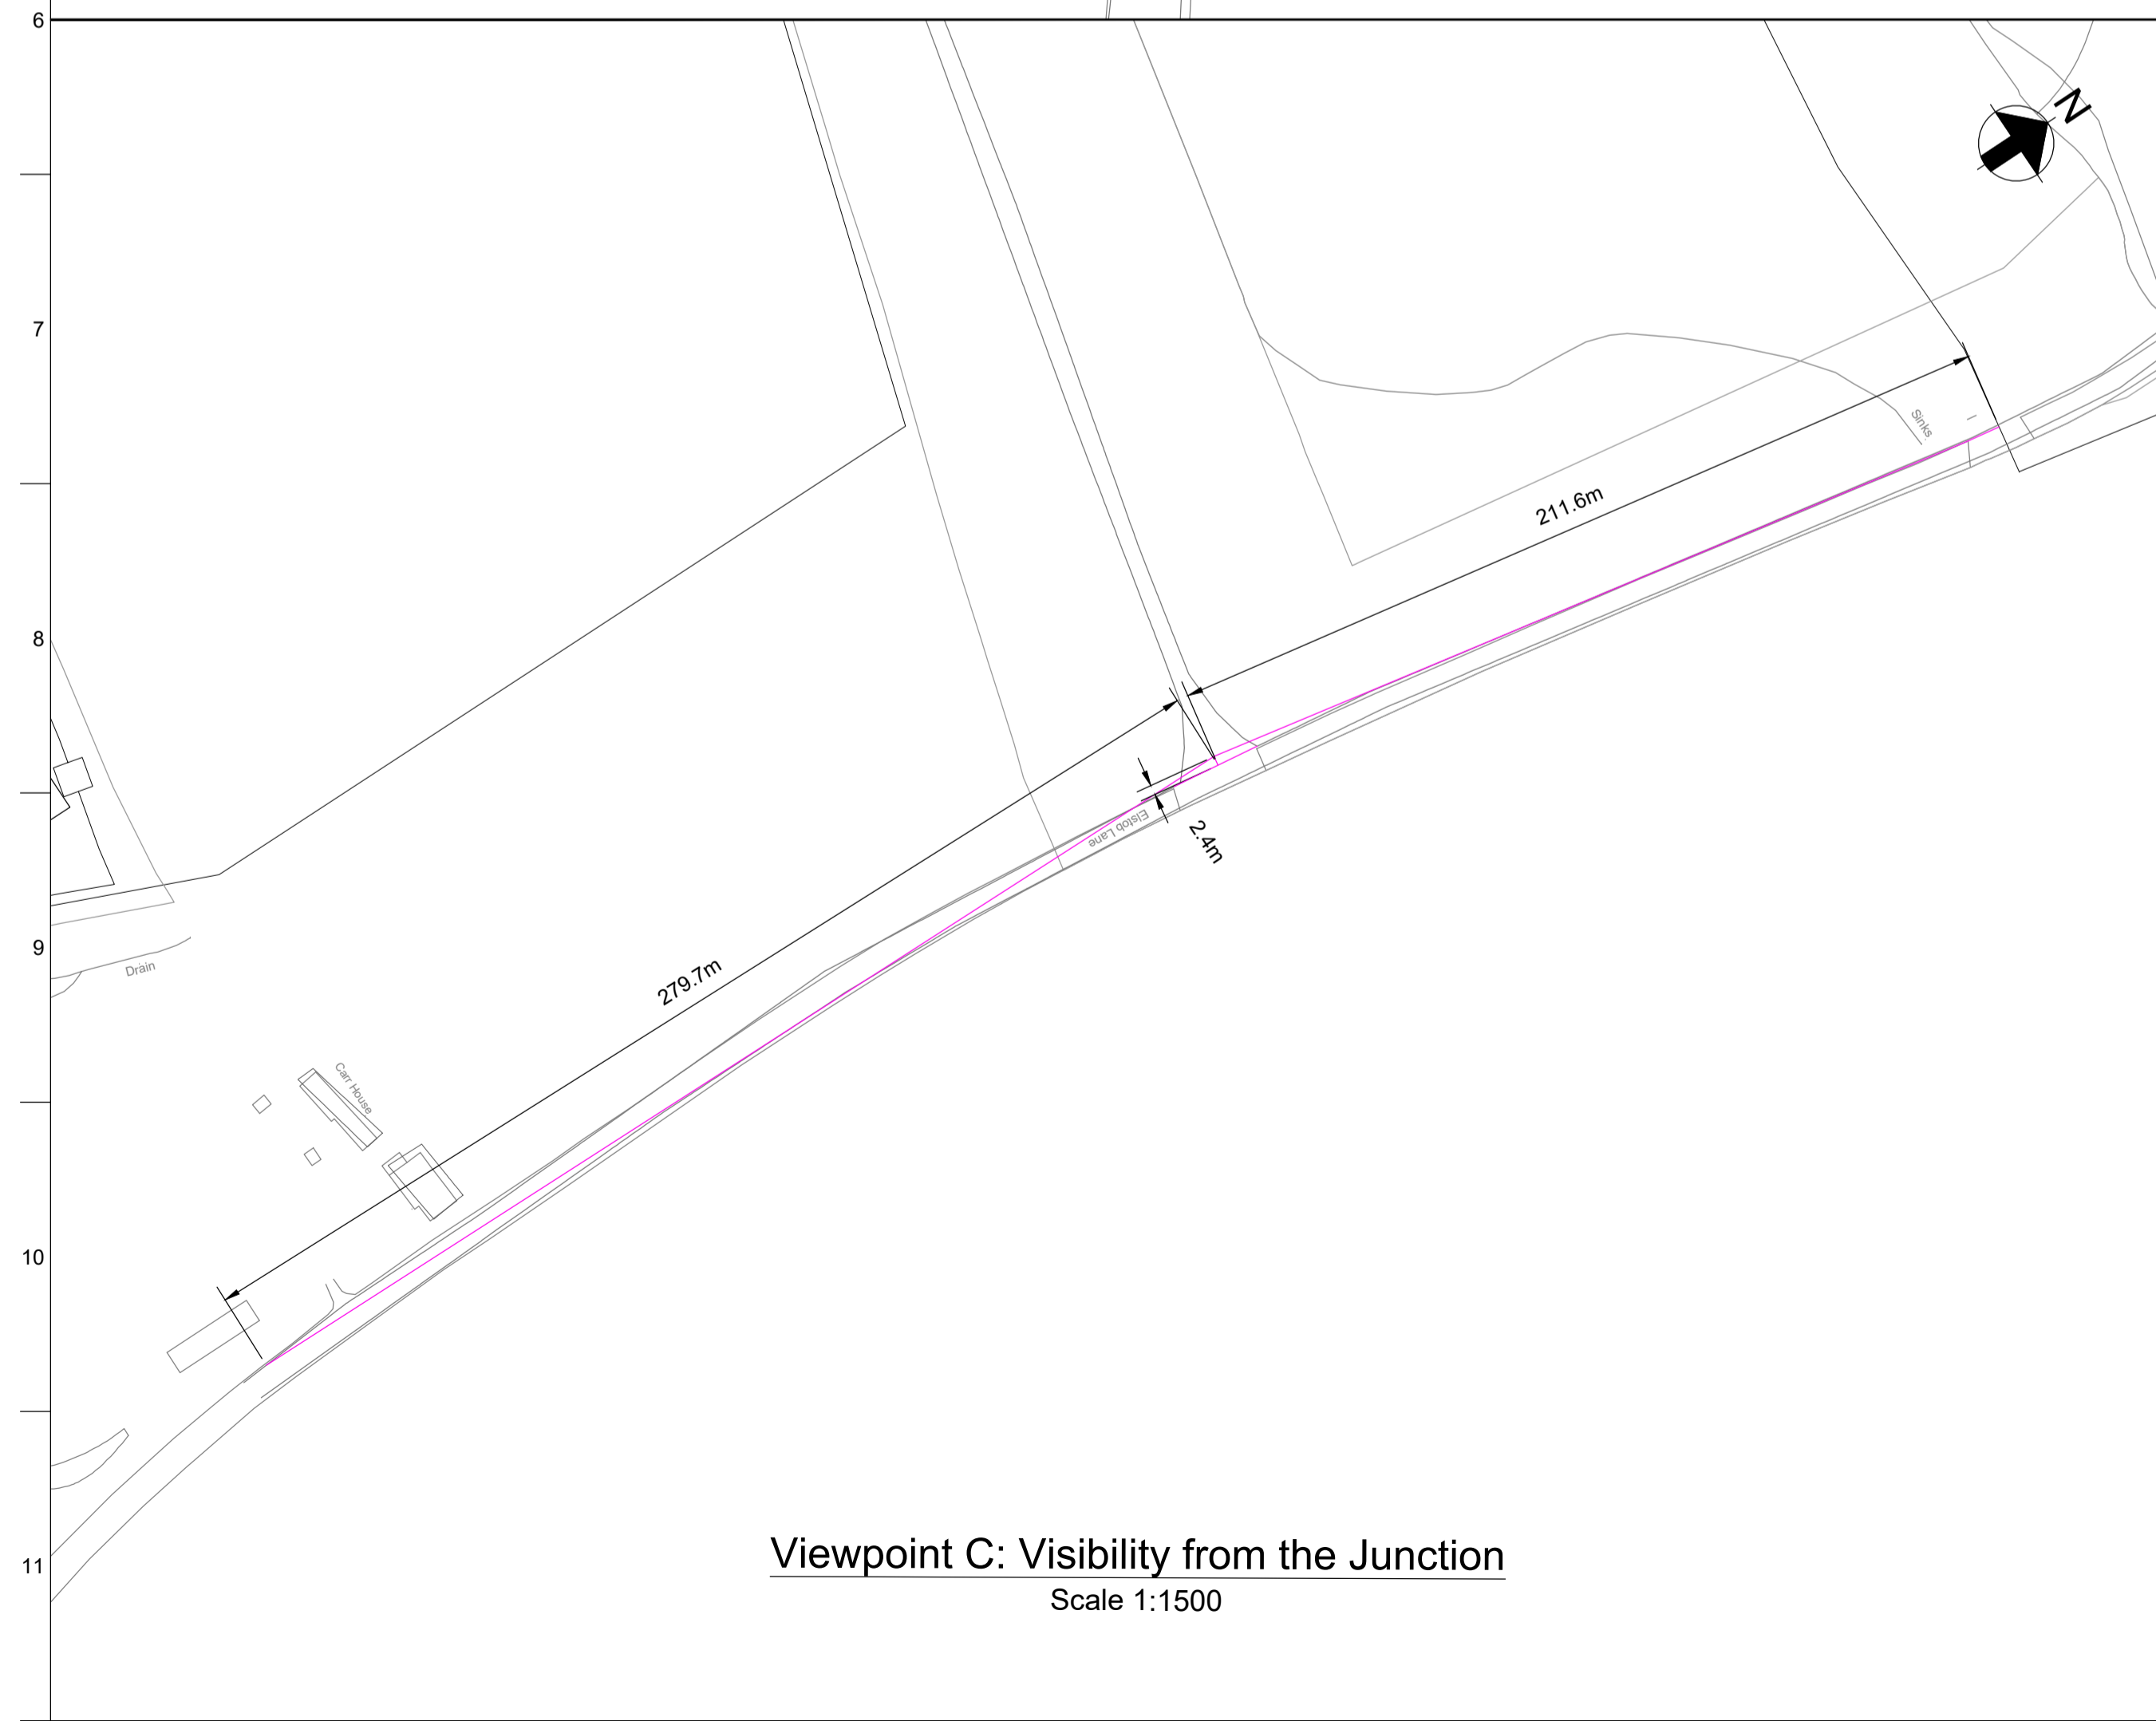 6
N
7
Sinks
211.6m
8
Elstob Lane
2.4m
9
Drain
279.7m
Carr House
10
11
Viewpoint C: Visibility from the Junction
Scale 1:1500